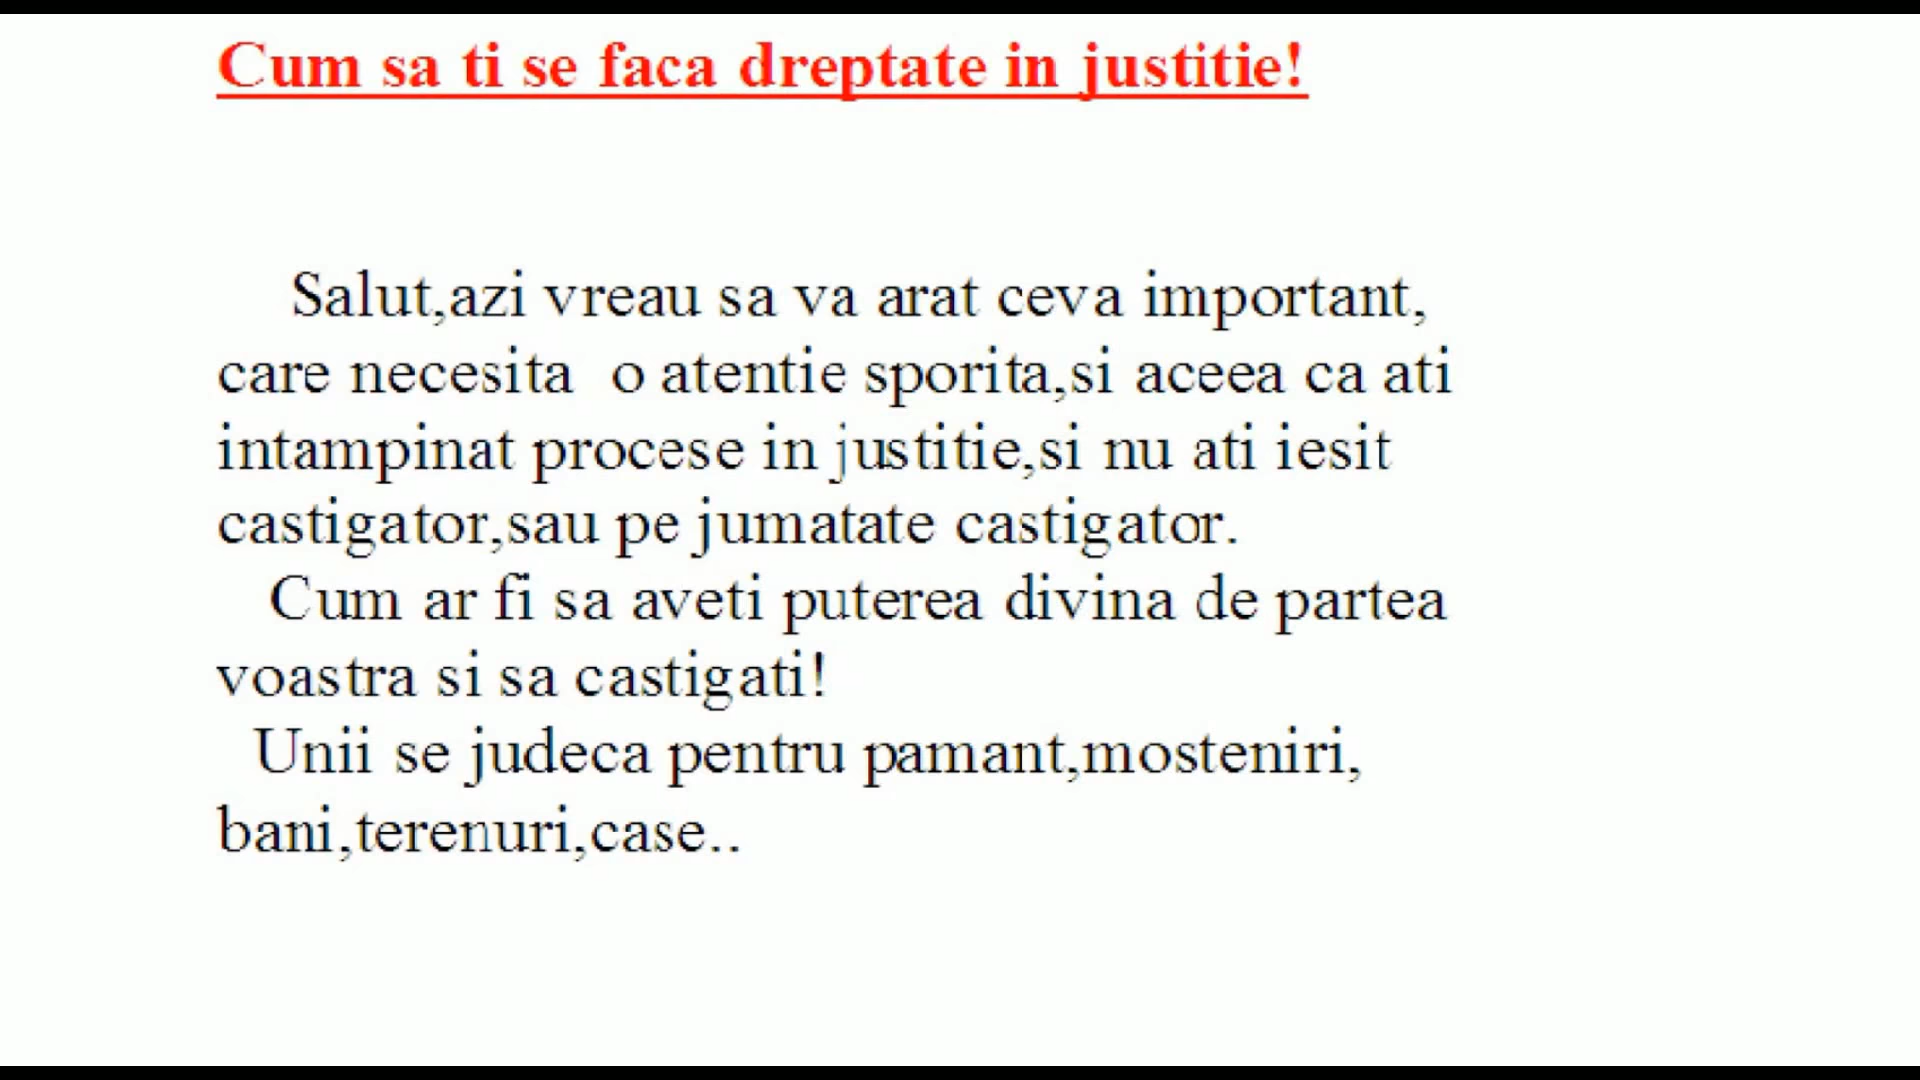 Cum sa ti se faca dreptate in justitie!
Salut,azi vreau sa va arat ceva important,
care necesita o atentie sporita,si aceea ca ati
intampinat procese in justitie,si nu ati iesit
castigator,sau pe jumatate castigator.
Cum ar fi sa aveti puterea divina de partea
voastra si sa castigati!
Unii se judeca pentru pamant,mosteniri,
bani,terenuri,case..